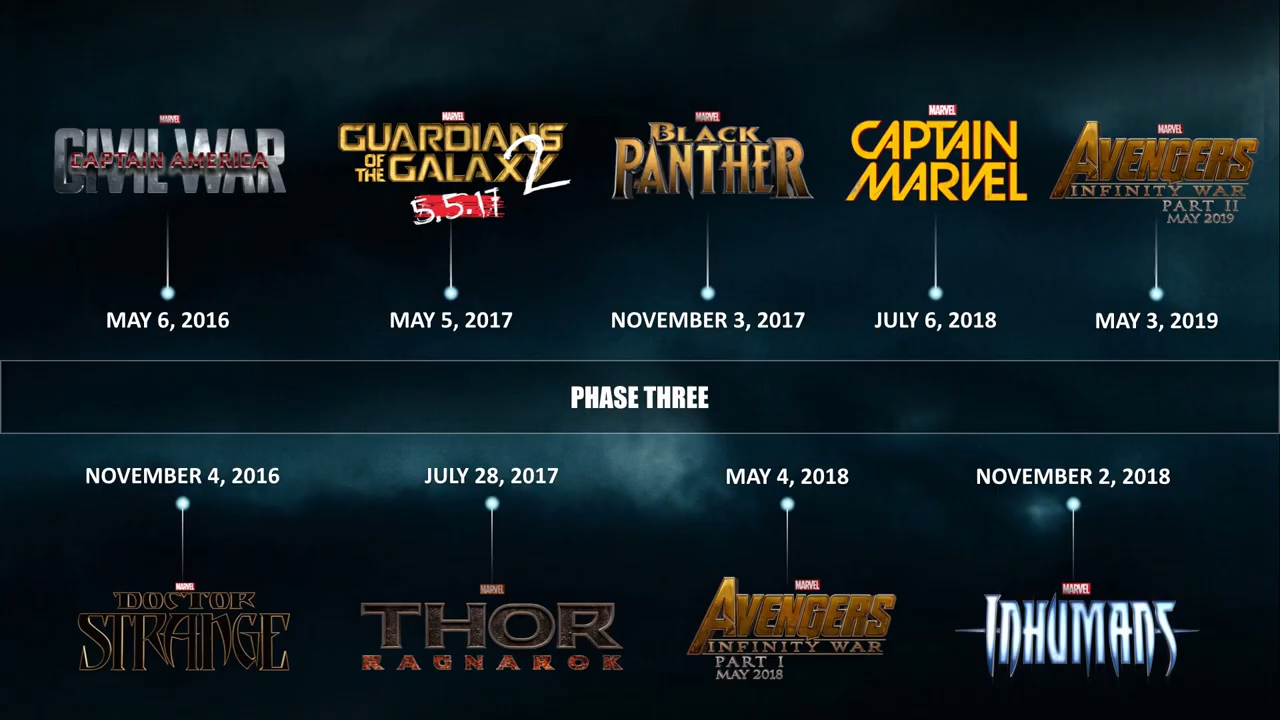 MARVEL
CIVIL WAR
CAPTAIN AMERICA
MAY 6, 2016
MARVEL
GUARDIANS
OF THE GALAXY 2
5.5.17
MAY 5, 2017
MARVEL
BLACK
PANTHER
NOVEMBER 3, 2017
MARVEL
CAPTAIN
MARVEL
JULY 6, 2018
MARVEL
AVENGERS
INFINITY WAR
PART II
MAY 2019
MAY 3, 2019
PHASE THREE
NOVEMBER 4, 2016
MARVEL
DOCTOR
STRANGE
JULY 28, 2017
MARVEL
THOR
RAGNAROK
MAY 4, 2018
MARVEL
AVENGERS
INFINITY WAR
PART I
MAY 2018
NOVEMBER 2, 2018
MARVEL
INHUMANS